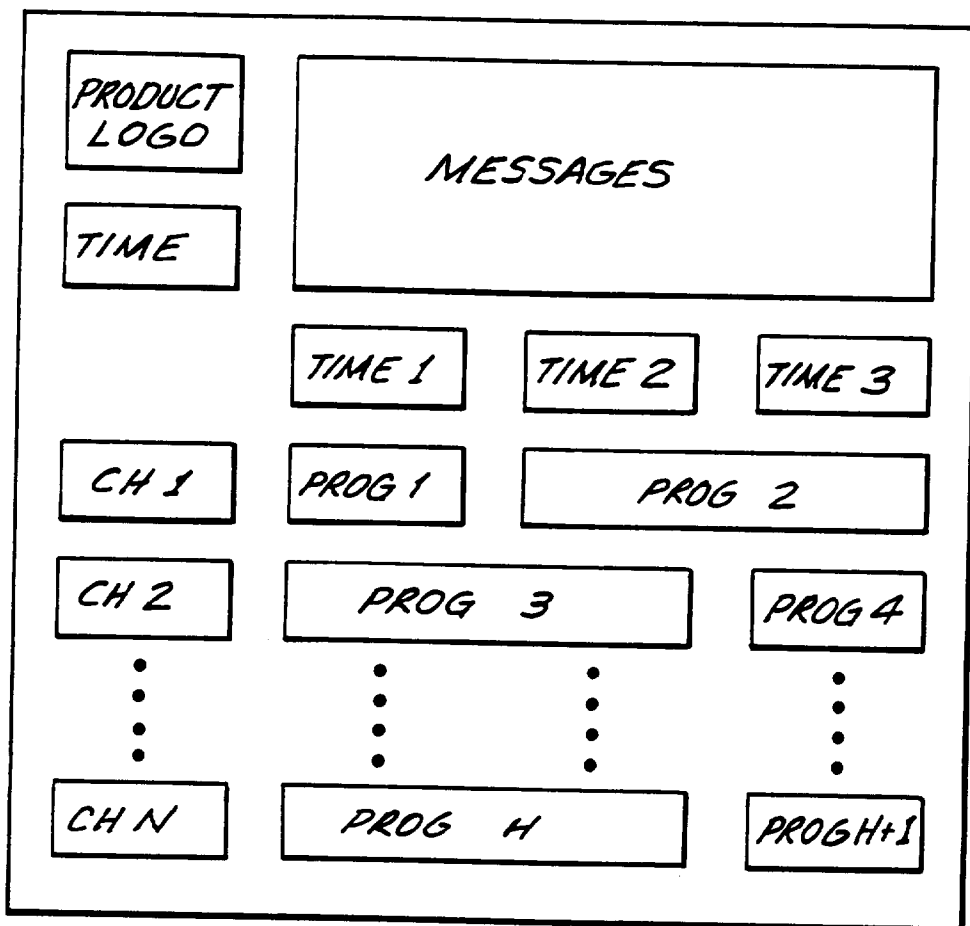 PRODUCT
LOGO
MESSAGES
TIME
TIME 1
TIME 2
TIME 3
CH 1
PROG 1
PROG 2
CH 2
PROG 3
PROG 4
CH N
PROG H
PROG H+1